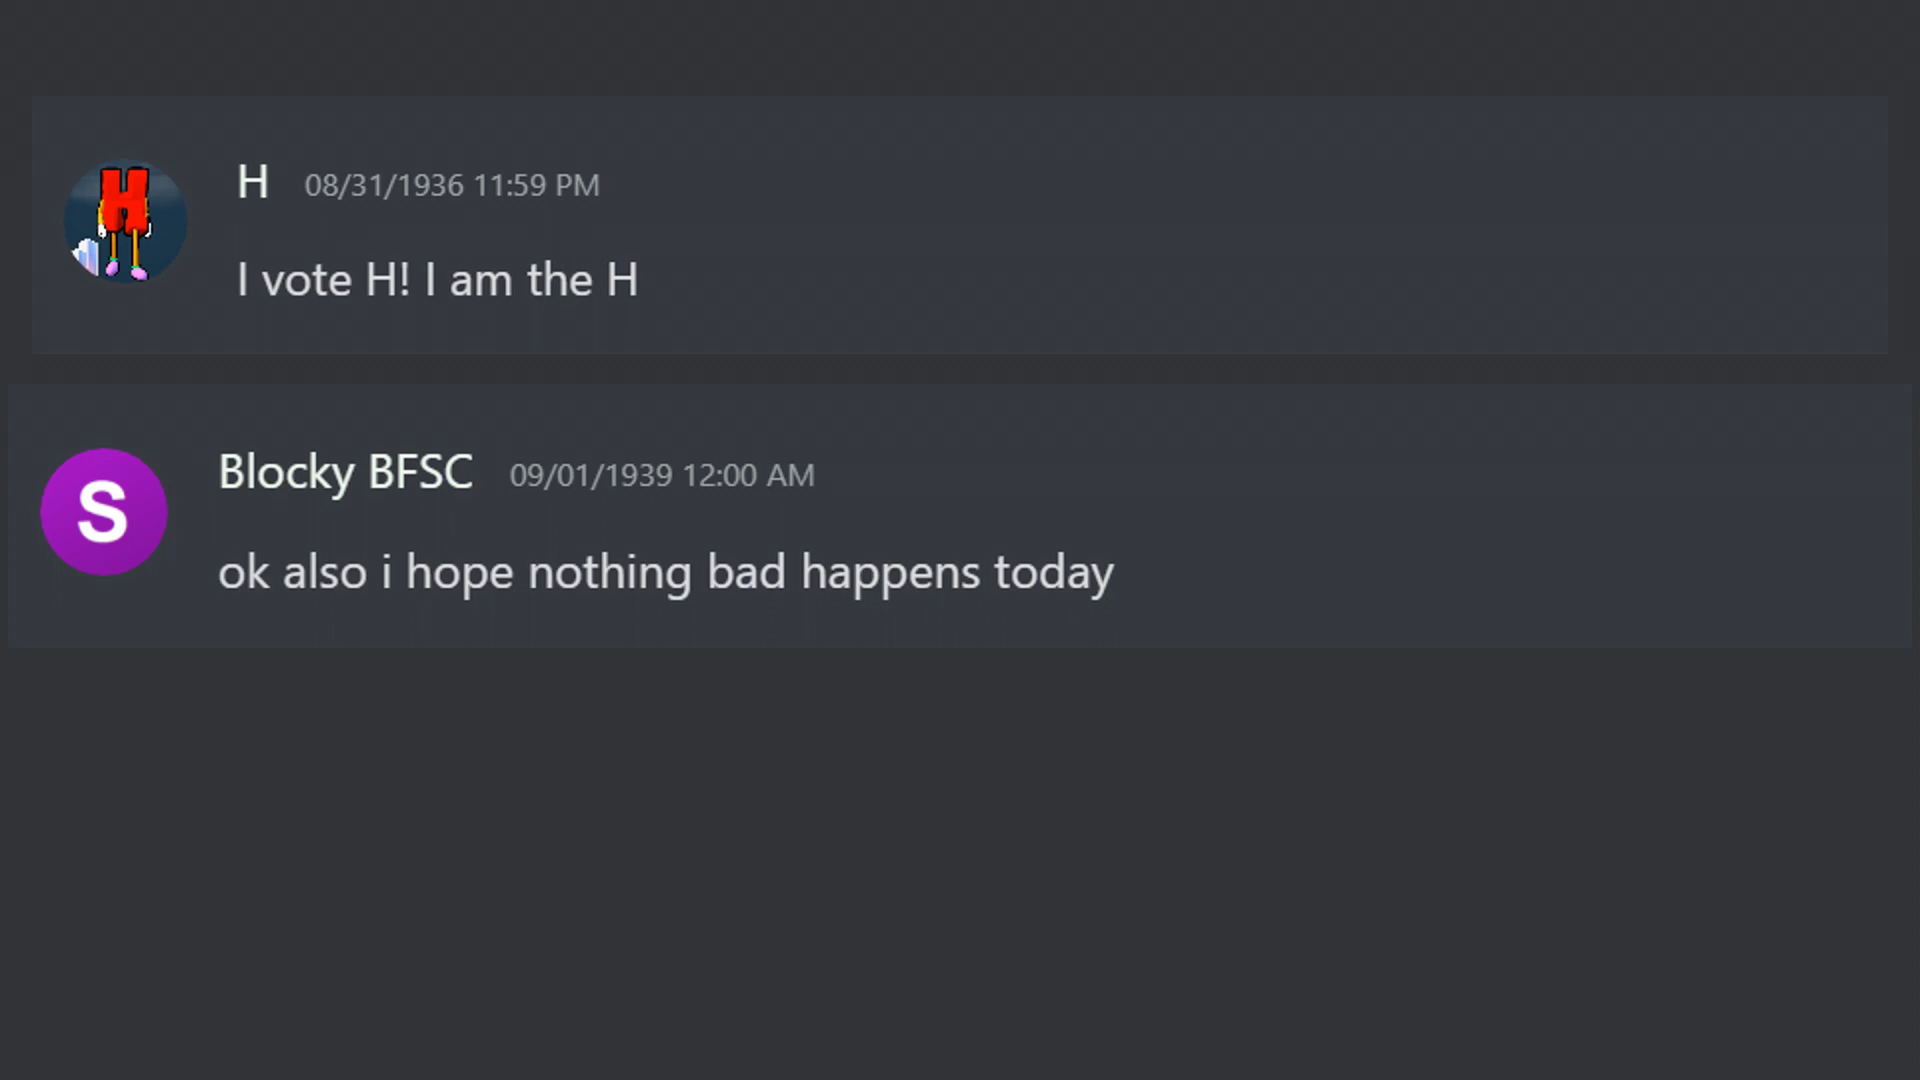 H 08/31/1936 11:59 PM
I vote H! I am the H
S
Blocky BFSC 09/01/1939 12:00 AM
ok also i hope nothing bad happens today